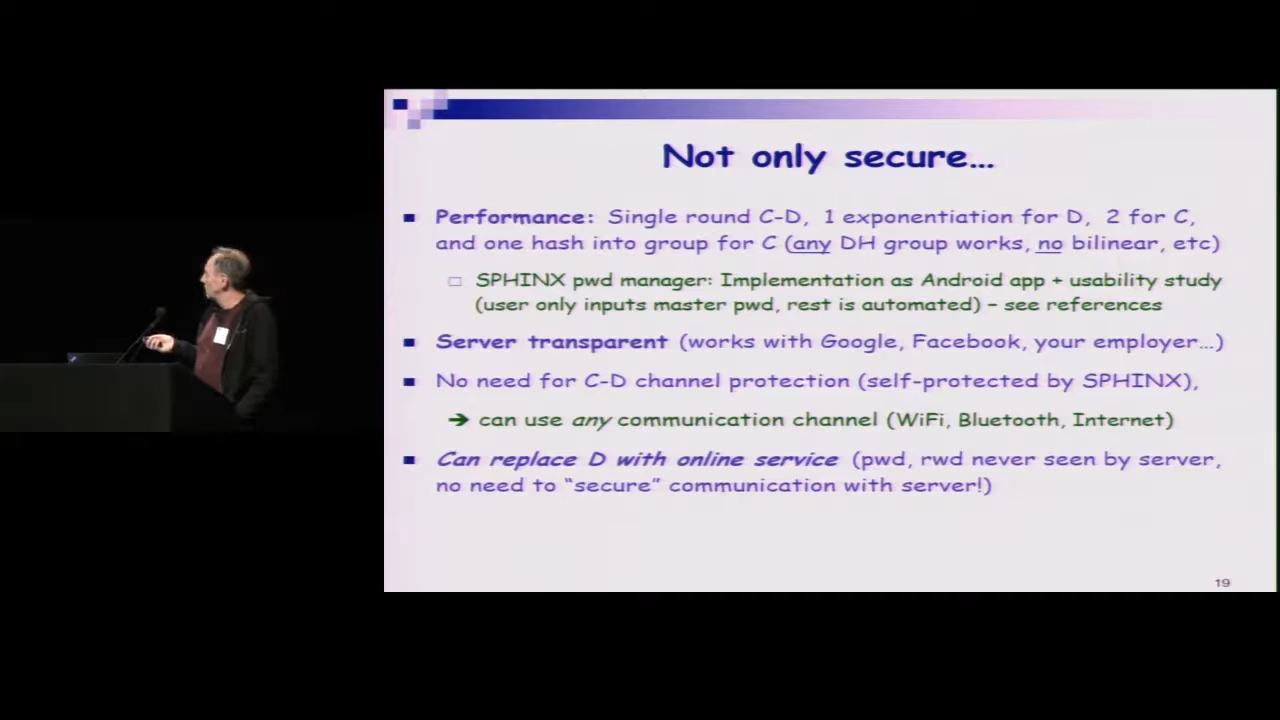 Not only secure…
Performance: Single round C-D, 1 exponentiation for D, 2 for C,
and one hash into group for C (any DH group works, no bilinear, etc)
SPHINX pwd manager: Implementation as Android app + usability study
(user only inputs master pwd, rest is automated) – see references
Server transparent (works with Google, Facebook, your employer…)
No need for C-D channel protection (self-protected by SPHINX),
➔ can use any communication channel (WiFi, Bluetooth, Internet)
Can replace D with online service (pwd, rwd never seen by server,
no need to “secure” communication with server!)
19